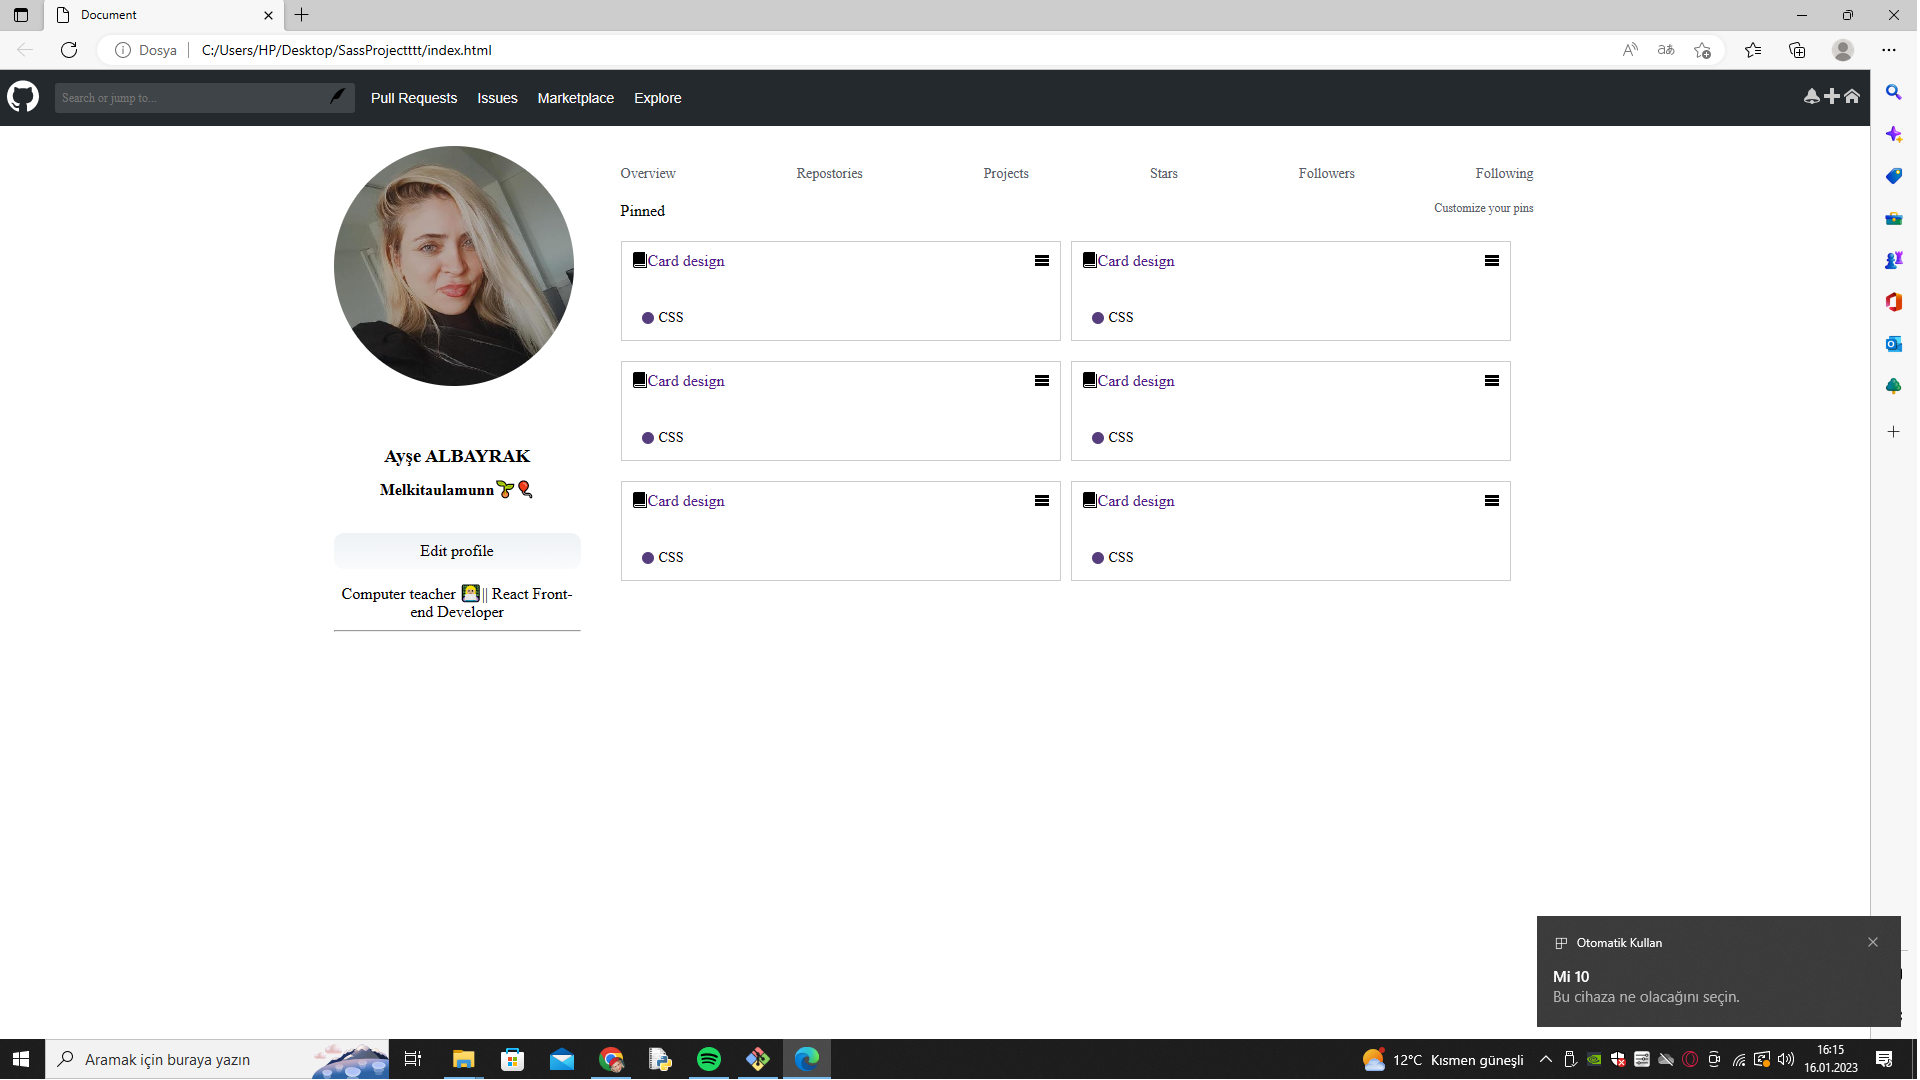 Document
Dosya
C:/Users/HP/Desktop/SassProjectttt/index.html
Search or jump to...
Pull Requests Issues Marketplace Explore
Overview Repostories Projects Stars Followers Following
Pinned
Customize your pins
Card design
CSS
Card design
CSS
Card design
CSS
Card design
CSS
Card design
CSS
Card design
CSS
Ayşe ALBAYRAK
Melkitaulamunn
Edit profile
Computer teacher || React Front-
end Developer
Otomatik Kullan
Mi 10
Bu cihaza ne olacağını seçin.
Aramak için buraya yazın
12°C Kısmen güneşli
16:15
16.01.2023